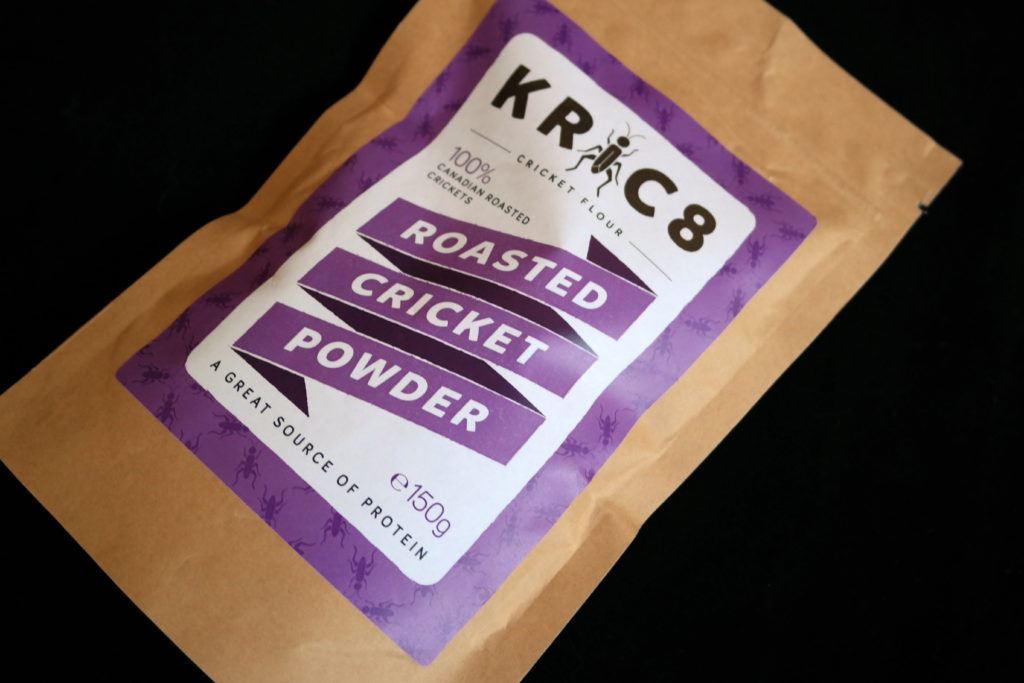 KRiC8
CRICKET FLOUR
100%
CANADIAN ROASTED
CRICKETS
ROASTED
CRICKET
POWDER
A GREAT SOURCE OF PROTEIN
℮150g